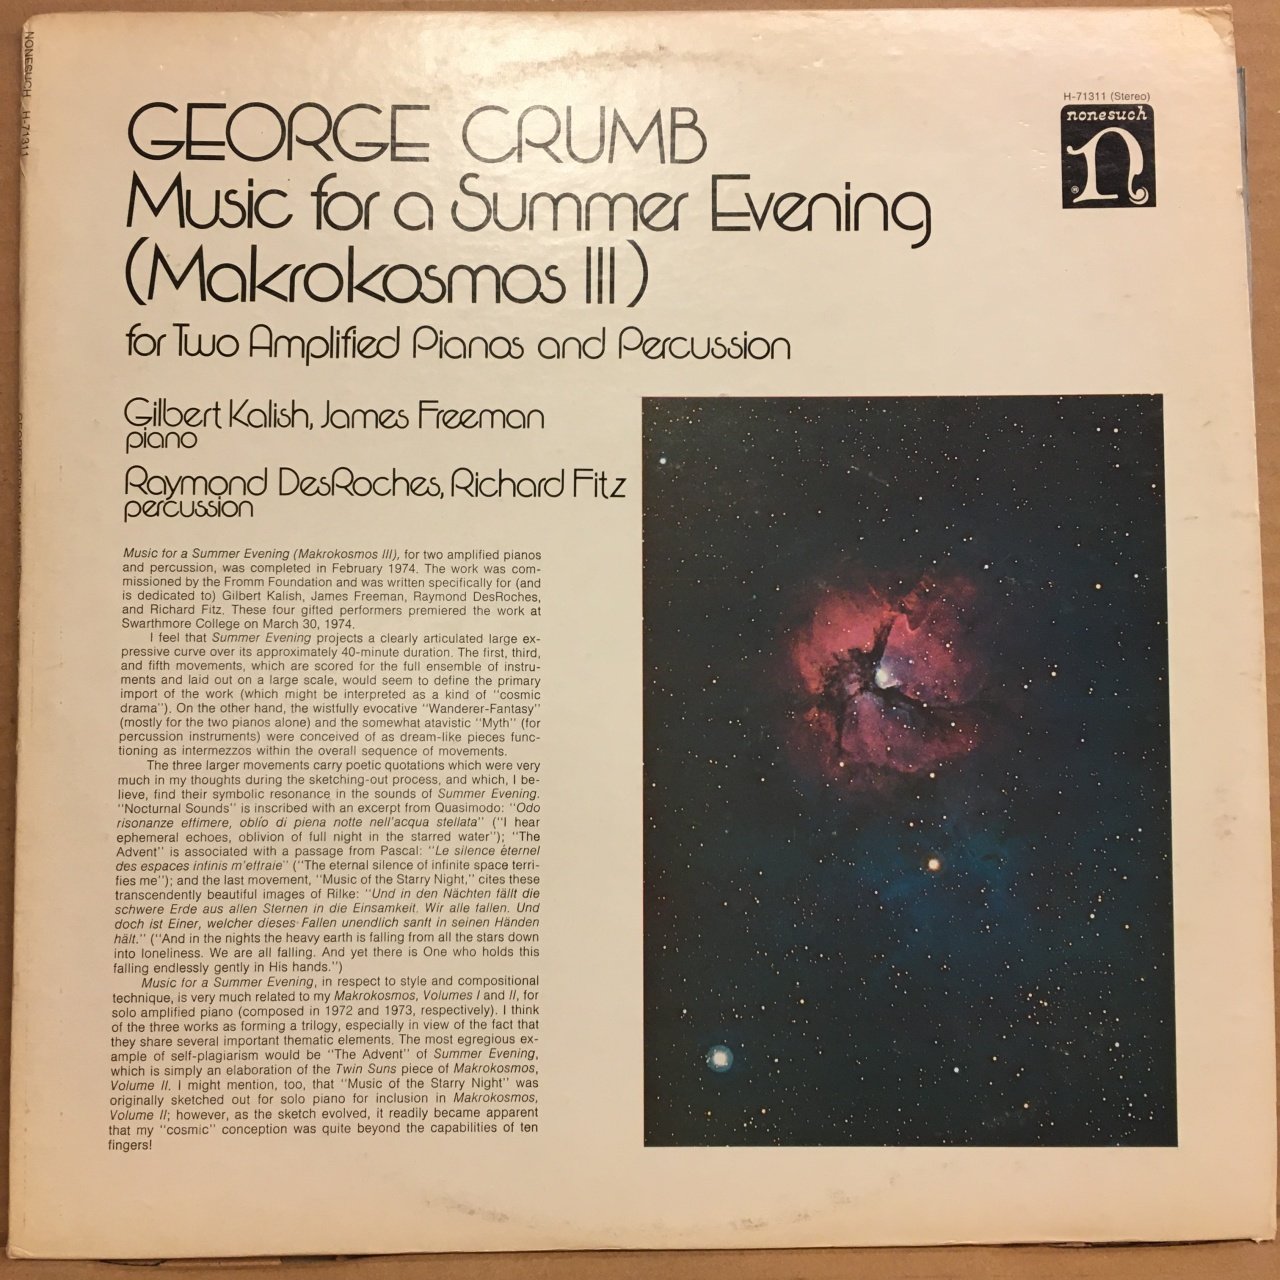 NONESUCH H-71311
GEORGE CRUMB
Music for a Summer Evening
(Makrokosmos III)
for Two Amplified Pianos and Percussion
H-71311 (Stereo)
nonesuch
n
®
Gilbert Kalish, James Freeman
piano
Raymond DesRoches, Richard Fitz
percussion
Music for a Summer Evening (Makrokosmos III), for two amplified pianos
and percussion, was completed in February 1974. The work was com-
missioned by the Fromm Foundation and was written specifically for (and
is dedicated to) Gilbert Kalish, James Freeman, Raymond DesRoches,
and Richard Fitz. These four gifted performers premiered the work at
Swarthmore College on March 30, 1974.
I feel that Summer Evening projects a clearly articulated large ex-
pressive curve over its approximately 40-minute duration. The first, third,
and fifth movements, which are scored for the full ensemble of instru-
ments and laid out on a large scale, would seem to define the primary
import of the work (which might be interpreted as a kind of "cosmic
drama"). On the other hand, the wistfully evocative "Wanderer-Fantasy"
(mostly for the two pianos alone) and the somewhat atavistic "Myth" (for
percussion instruments) were conceived of as dream-like pieces func-
tioning as intermezzos within the overall sequence of movements.
The three larger movements carry poetic quotations which were very
much in my thoughts during the sketching-out process, and which, I be-
lieve, find their symbolic resonance in the sounds of Summer Evening.
"Nocturnal Sounds" is inscribed with an excerpt from Quasimodo: "Odo
risonanze effimere, oblío di piena notte nell'acqua stellata" ("I hear
ephemeral echoes, oblivion of full night in the starred water"); "The
Advent" is associated with a passage from Pascal: "Le silence éternel
des espaces infinis m'effraie" ("The eternal silence of infinite space terri-
fies me"); and the last movement, "Music of the Starry Night," cites these
transcendently beautiful images of Rilke: "Und in den Nächten fällt die
schwere Erde aus allen Sternen in die Einsamkeit. Wir alle fallen. Und
doch ist Einer, welcher dieses Fallen unendlich sanft in seinen Händen
hält." ("And in the nights the heavy earth is falling from all the stars down
into loneliness. We are all falling. And yet there is One who holds this
falling endlessly gently in His hands.")
Music for a Summer Evening, in respect to style and compositional
technique, is very much related to my Makrokosmos, Volumes I and II, for
solo amplified piano (composed in 1972 and 1973, respectively). I think
of the three works as forming a trilogy, especially in view of the fact that
they share several important thematic elements. The most egregious ex-
ample of self-plagiarism would be "The Advent" of Summer Evening,
which is simply an elaboration of the Twin Suns piece of Makrokosmos,
Volume II. I might mention, too, that "Music of the Starry Night" was
originally sketched out for solo piano for inclusion in Makrokosmos,
Volume II; however, as the sketch evolved, it readily became apparent
that my "cosmic" conception was quite beyond the capabilities of ten
fingers!